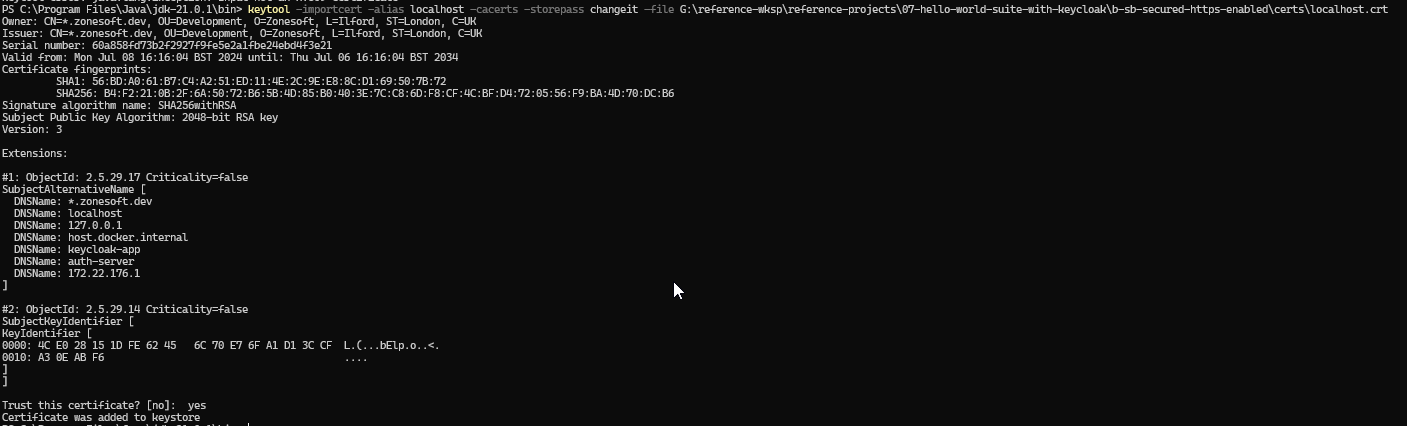 PS C:\Program Files\Java\jdk-21.0.1\bin> keytool -importcert -alias localhost -cacerts -storepass changeit -file G:\reference-wksp\reference-projects\07-hello-world-suite-with-keycloak\b-sb-secured-https-enabled\certs\localhost.crt
Owner: CN=*.zonesoft.dev, OU=Development, O=Zonesoft, L=Ilford, ST=London, C=UK
Issuer: CN=*.zonesoft.dev, OU=Development, O=Zonesoft, L=Ilford, ST=London, C=UK
Serial number: 60a858fd73b2f2927f9fe5e2a1fbe24ebd4f3e21
Valid from: Mon Jul 08 16:16:04 BST 2024 until: Thu Jul 06 16:16:04 BST 2034
Certificate fingerprints:
SHA1: 56:BD:A0:61:B7:C4:A2:51:ED:11:4E:2C:9E:E8:8C:D1:69:50:7B:72
SHA256: B4:F2:21:0B:2F:6A:50:72:B6:5B:4D:85:B0:40:3E:7C:C8:6D:F8:CF:4C:BF:D4:72:05:56:F9:BA:4D:70:DC:B6
Signature algorithm name: SHA256withRSA
Subject Public Key Algorithm: 2048-bit RSA key
Version: 3
Extensions:
#1: ObjectId: 2.5.29.17 Criticality=false
SubjectAlternativeName [
DNSName: *.zonesoft.dev
DNSName: localhost
DNSName: 127.0.0.1
DNSName: host.docker.internal
DNSName: keycloak-app
DNSName: auth-server
DNSName: 172.22.176.1
]
#2: ObjectId: 2.5.29.14 Criticality=false
SubjectKeyIdentifier [
KeyIdentifier [
0000: 4C E0 28 15 1D FE 62 45   6C 70 E7 6F A1 D1 3C CF  L.(...bElp.o..<.
0010: A3 0E AB F6                                        ....
]
]
Trust this certificate? [no]:  yes
Certificate was added to keystore